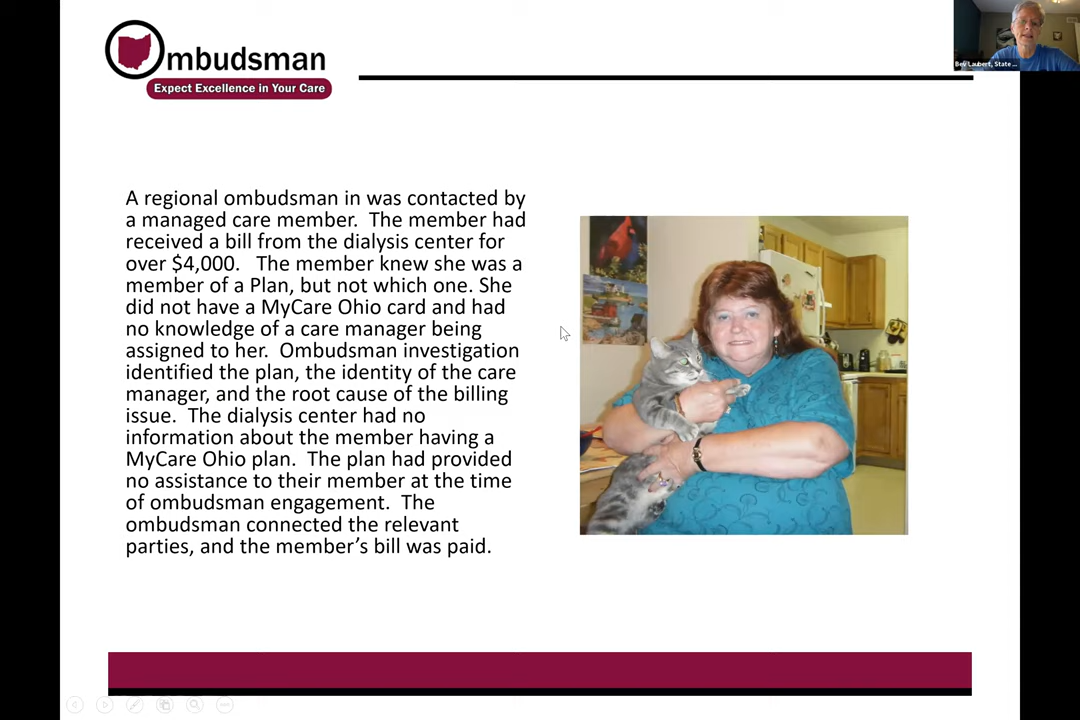 Ombudsman
Expect Excellence in Your Care
Bev Laubert, State ...
A regional ombudsman in was contacted by
a managed care member.  The member had
received a bill from the dialysis center for
over $4,000.   The member knew she was a
member of a Plan, but not which one. She
did not have a MyCare Ohio card and had
no knowledge of a care manager being
assigned to her.  Ombudsman investigation
identified the plan, the identity of the care
manager, and the root cause of the billing
issue.  The dialysis center had no
information about the member having a
MyCare Ohio plan.  The plan had provided
no assistance to their member at the time
of ombudsman engagement.  The
ombudsman connected the relevant
parties, and the member’s bill was paid.